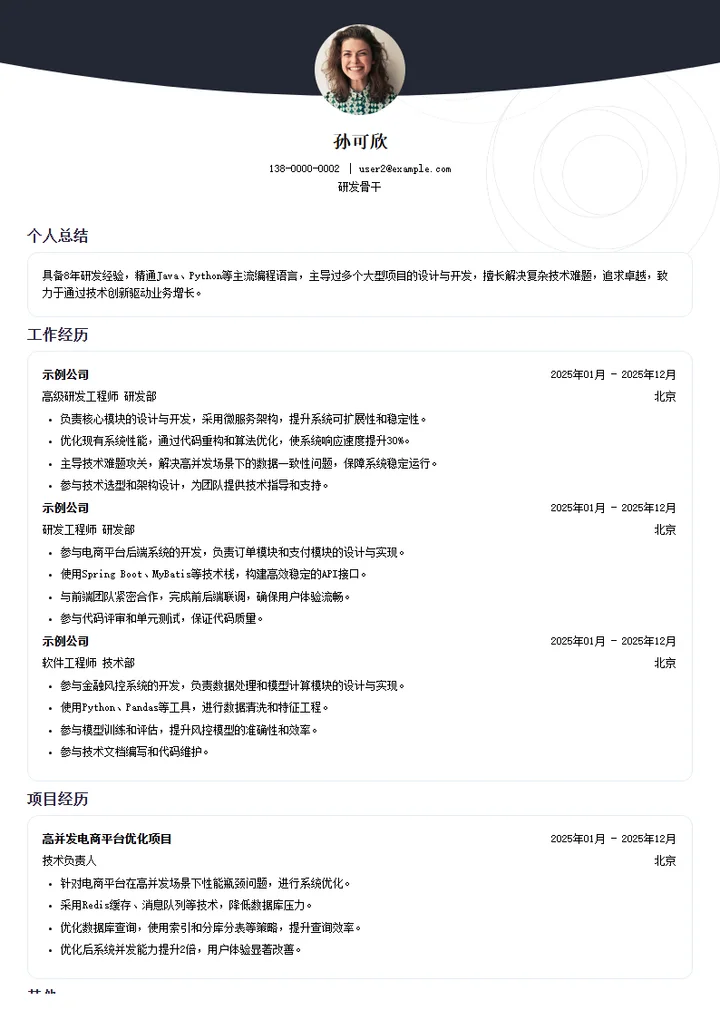 孙可欣
138-0000-0002 | user2@example.com
研发骨干
个人总结
具备8年研发经验，精通Java、Python等主流编程语言，主导过多个大型项目的设计与开发，擅长解决复杂技术难题，追求卓越，致
力于通过技术创新驱动业务增长。
工作经历
示例公司 2025年01月 - 2025年12月
高级研发工程师 研发部 北京
• 负责核心模块的设计与开发，采用微服务架构，提升系统可扩展性和稳定性。
• 优化现有系统性能，通过代码重构和算法优化，使系统响应速度提升30%。
• 主导技术难题攻关，解决高并发场景下的数据一致性问题，保障系统稳定运行。
• 参与技术选型和架构设计，为团队提供技术指导和支持。
示例公司 2025年01月 - 2025年12月
研发工程师 研发部 北京
• 参与电商平台后端系统的开发，负责订单模块和支付模块的设计与实现。
• 使用Spring Boot、MyBatis等技术栈，构建高效稳定的API接口。
• 与前端团队紧密合作，完成前后端联调，确保用户体验流畅。
• 参与代码评审和单元测试，保证代码质量。
示例公司 2025年01月 - 2025年12月
软件工程师 技术部 北京
• 参与金融风控系统的开发，负责数据处理和模型计算模块的设计与实现。
• 使用Python、Pandas等工具，进行数据清洗和特征工程。
• 参与模型训练和评估，提升风控模型的准确性和效率。
• 参与技术文档编写和代码维护。
项目经历
高并发电商平台优化项目 2025年01月 - 2025年12月
技术负责人 北京
• 针对电商平台在高并发场景下性能瓶颈问题，进行系统优化。
• 采用Redis缓存、消息队列等技术，降低数据库压力。
• 优化数据库查询，使用索引和分库分表等策略，提升查询效率。
• 优化后系统并发能力提升2倍，用户体验显著改善。